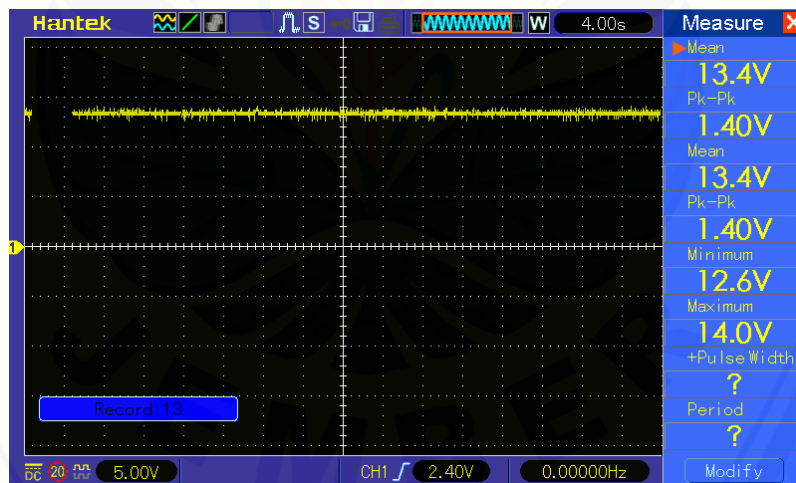 Hantek
S
W
4.00s
Measure
X
Mean
13.4V
Pk-Pk
1.40V
Mean
13.4V
Pk-Pk
1.40V
Minimum
12.6V
Maximum
14.0V
+Pulse Width
?
Period
?
Modify
1
Record:13
JEMBER
DC 20 5.00V
CH1 2.40V
0.00000Hz